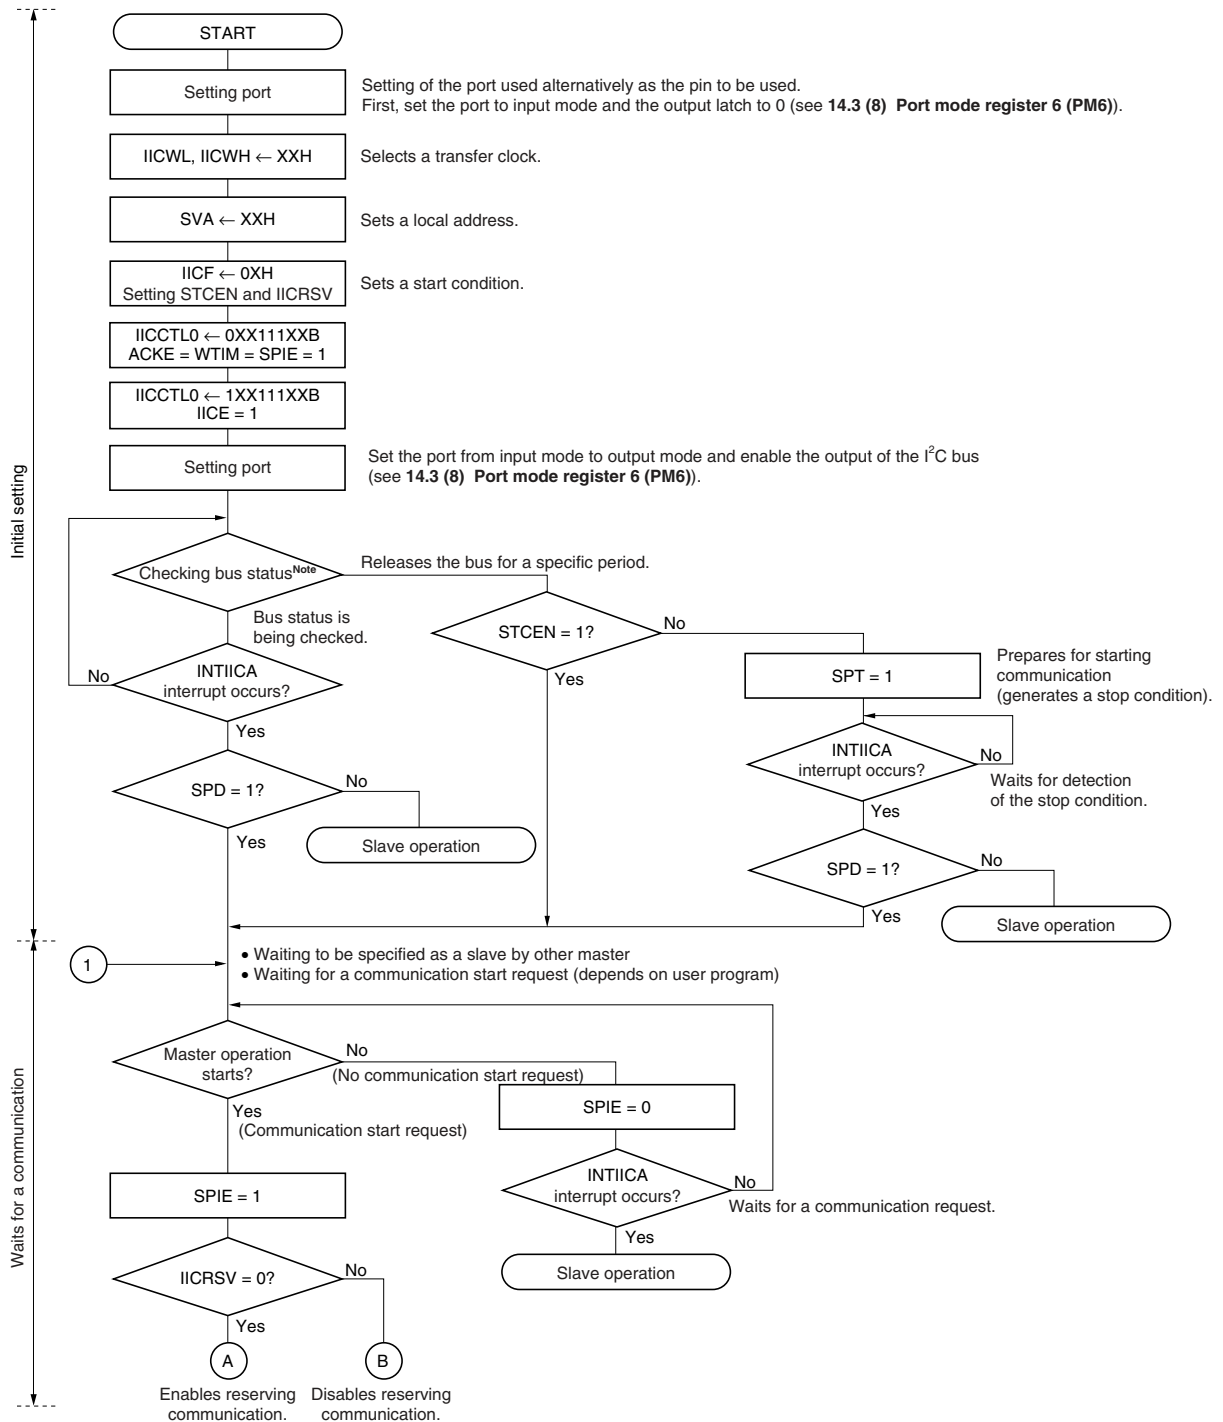 START
Setting port
Setting of the port used alternatively as the pin to be used.
First, set the port to input mode and the output latch to 0 (see 14.3 (8) Port mode register 6 (PM6)).
IICWL, IICWH ← XXH
Selects a transfer clock.
SVA ← XXH
Sets a local address.
IICF ← 0XH
Setting STCEN and IICRSV
Sets a start condition.
IICCTL0 ← 0XX111XXB
ACKE = WTIM = SPIE = 1
IICCTL0 ← 1XX111XXB
IICE = 1
Setting port
Set the port from input mode to output mode and enable the output of the I²C bus
(see 14.3 (8) Port mode register 6 (PM6)).
Initial setting
Checking bus status Note
Releases the bus for a specific period.
Bus status is
being checked.
STCEN = 1?
No
Yes
SPT = 1
Prepares for starting
communication
(generates a stop condition).
No
INTIICA
interrupt occurs?
Yes
INTIICA
interrupt occurs?
No
Waits for detection
of the stop condition.
Yes
SPD = 1?
No
Yes
Slave operation
SPD = 1?
No
Yes
Slave operation
1
• Waiting to be specified as a slave by other master
• Waiting for a communication start request (depends on user program)
Waits for a communication
Master operation
starts?
No
(No communication start request)
Yes
(Communication start request)
SPIE = 0
INTIICA
interrupt occurs?
No
Waits for a communication request.
Yes
Slave operation
SPIE = 1
IICRSV = 0?
No
Yes
A
B
Enables reserving
communication.
Disables reserving
communication.